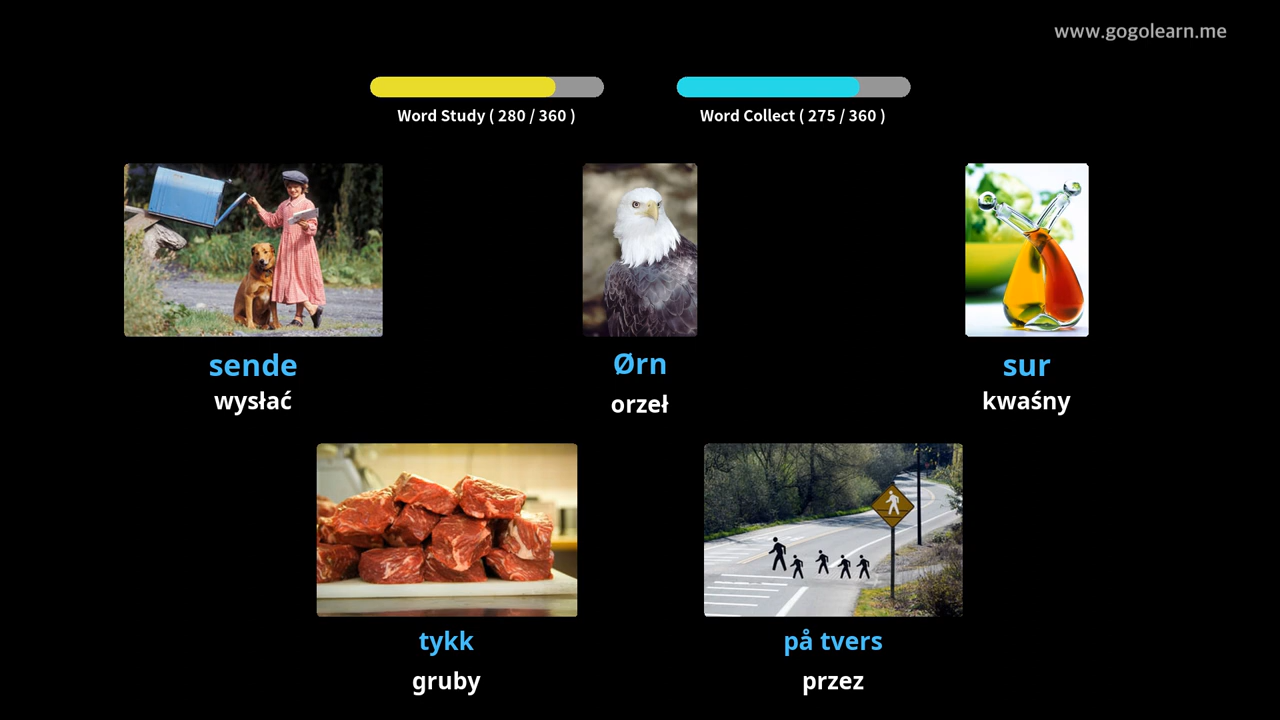 www.gogolearn.me
Word Study ( 280 / 360 )
Word Collect ( 275 / 360 )
sende
wysłać
Ørn
orzeł
sur
kwaśny
tykk
gruby
på tvers
przez